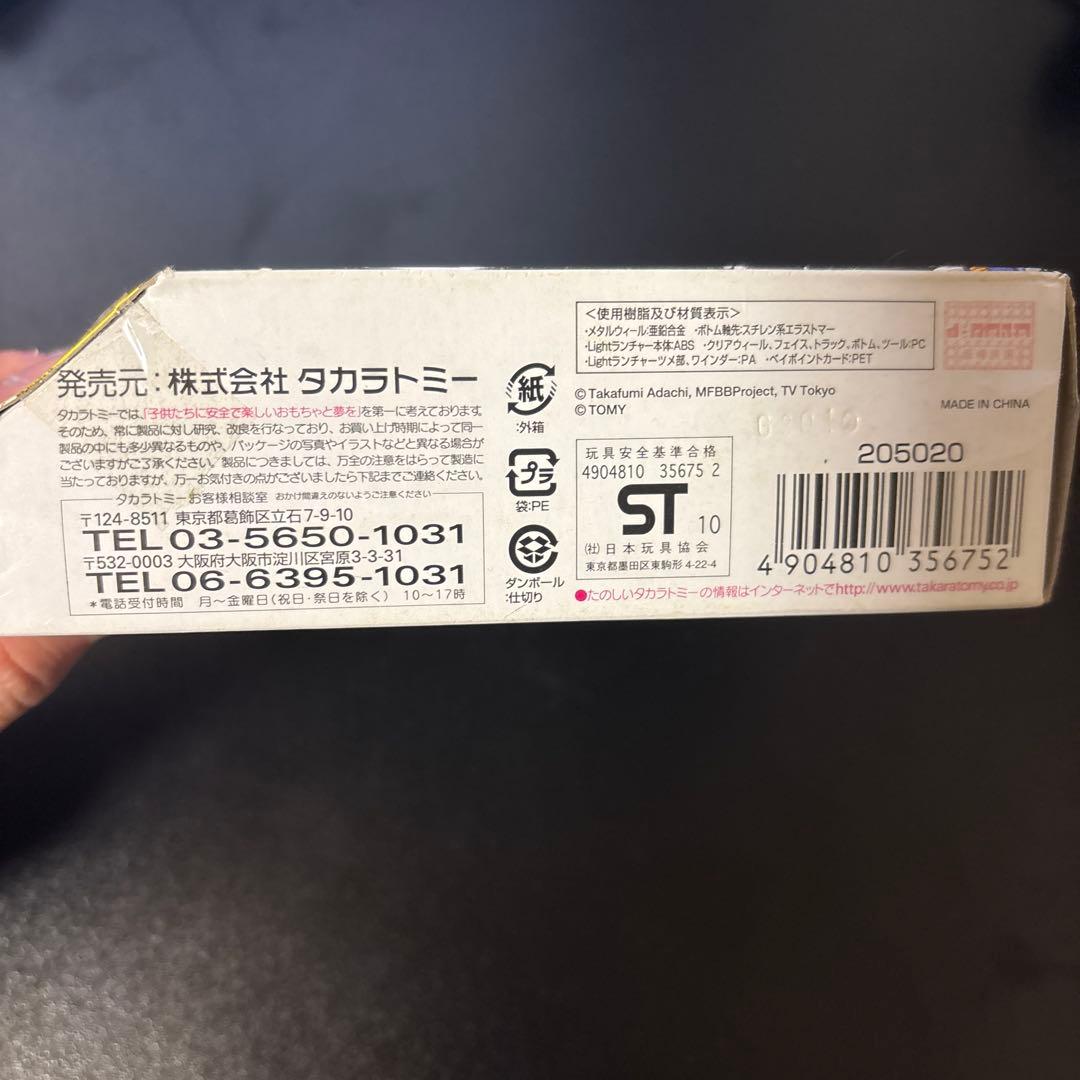 発売元:株式会社 タカラトミー
タカラトミーでは、「子供たちに安全で楽しいおもちゃと夢を」を第一に考えております。
そのため、常に製品に対し研究、改良を行なっており、お買い上げ時期によって同一
製品の中にも多少異なるものや、パッケージの写真やイラストなどと異なる場合が
ございますがご了承ください。製品につきましては、万全の注意をはらって製造に
当たっておりますが、万一お気付きの点がございましたら下記までご連絡ください。
タカラトミーお客様相談室 おかけ間違えのないようご注意ください
〒124-8511 東京都葛飾区立石7-9-10
TEL 03-5650-1031
〒532-0003 大阪府大阪市淀川区宮原3-3-31
TEL 06-6395-1031
*電話受付時間 月〜金曜日(祝日・祭日を除く) 10〜17時
紙
:外箱
プラ
袋:PE
ダンボール
:仕切り
<使用樹脂及び材質表示>
・メタルウィール:亜鉛合金 ・ボトム軸先:スチレン系エラストマー
・Lightランチャー本体ABS ・クリアウィール、フェイス、トラック、ボトム、ツール:PC
・Lightランチャーツメ部、ワインダー:PA ・ベイポイントカード:PET
© Takafumi Adachi, MFBBProject, TV Tokyo
© TOMY
MADE IN CHINA
玩具安全基準合格
4904810 35675 2
ST 10
(社)日本玩具協会
東京都墨田区東駒形4-22-4
205020
4 904810 356752
●たのしいタカラトミーの情報はインターネットでhttp://www.takaratomy.co.jp